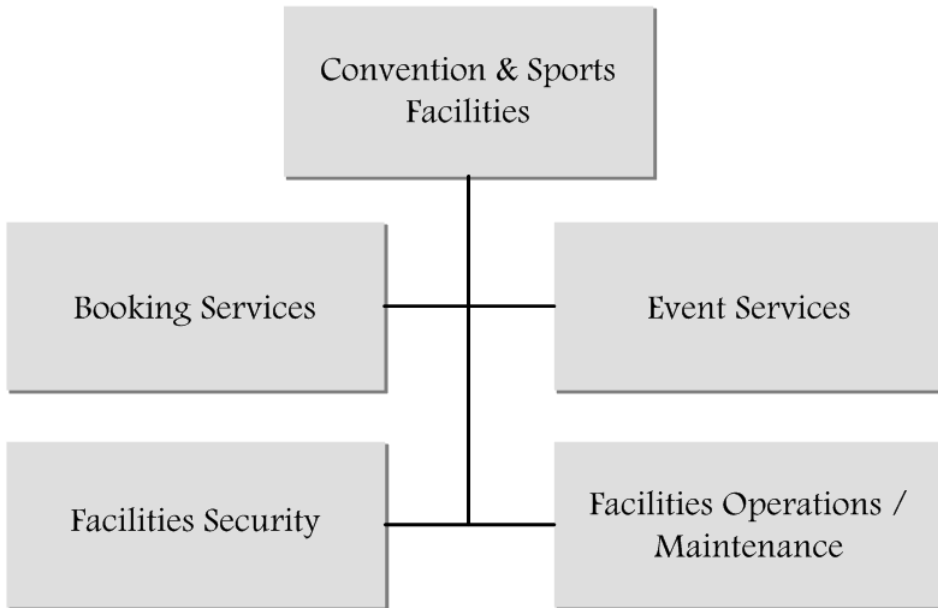 Convention & Sports
Facilities
Booking Services
Event Services
Facilities Security
Facilities Operations /
Maintenance